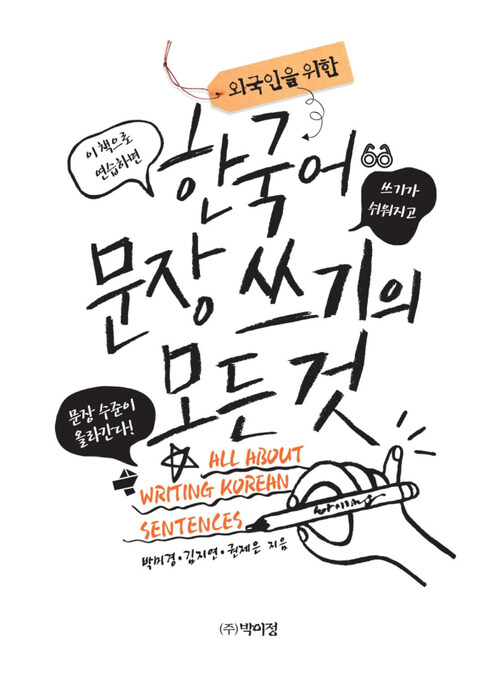 외국인을 위한
이 책으로
연습하면
한국어
쓰기가
쉬워지고
문장 쓰기의
모든 것
문장 수준이
올라간다!
ALL ABOUT
WRITING KOREAN
SENTENCES
박미경·김지연·권제은 지음
(주)박이정